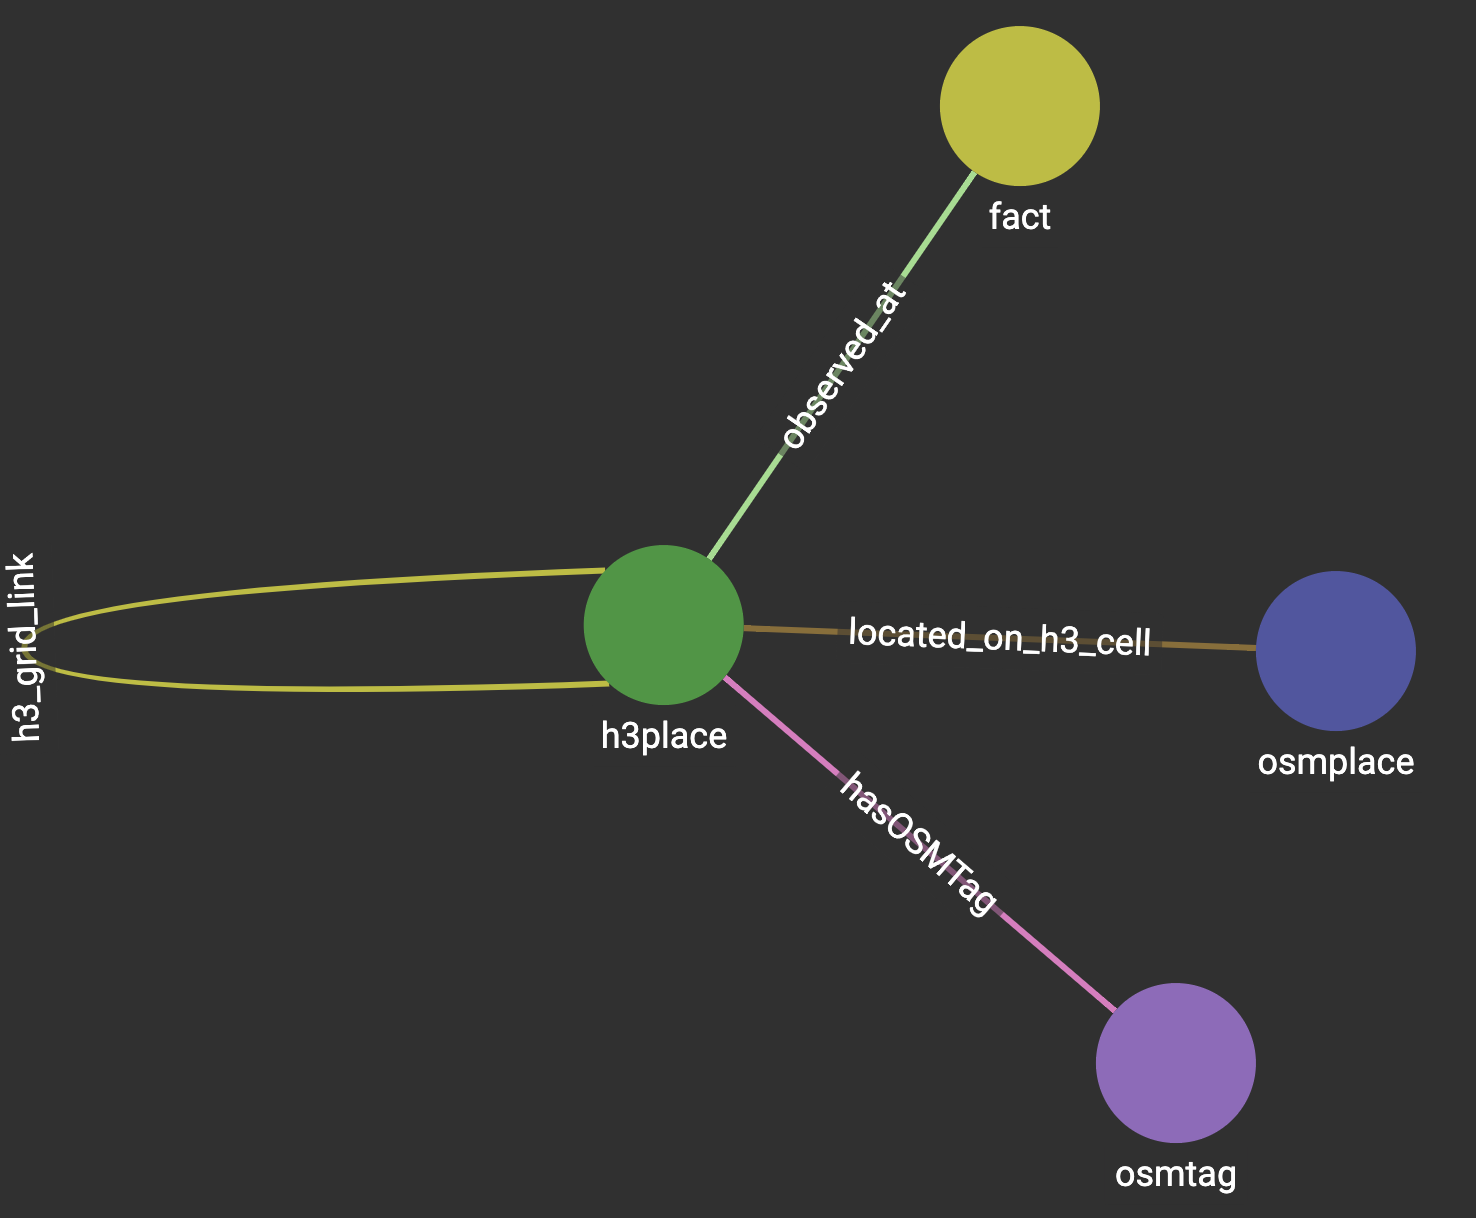 fact
observed_at
h3_grid_link
located_on_h3_cell
h3place
osmplace
hasOSMTag
osmtag